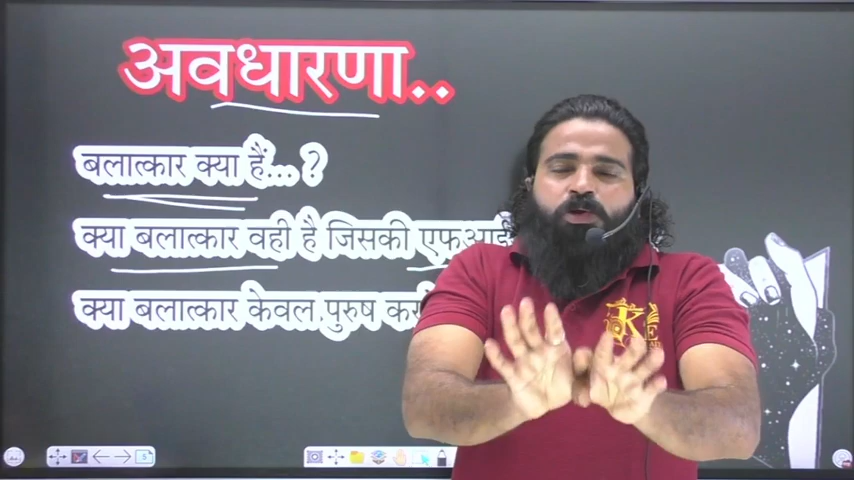 अवधारणा..
बलात्कार क्या हैं...?
क्या बलात्कार वही है जिसकी
क्या बलात्कार केवल.पुरुष
K